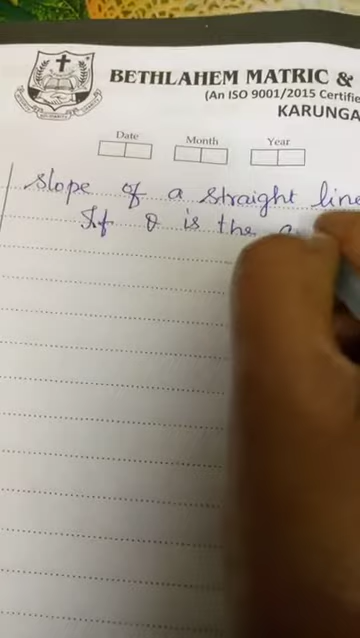 BETHLAHEM MATRIC &
(An ISO 9001/2015 Certifie
KARUNGA
Date Month Year
Slope of a straight line
If θ is the